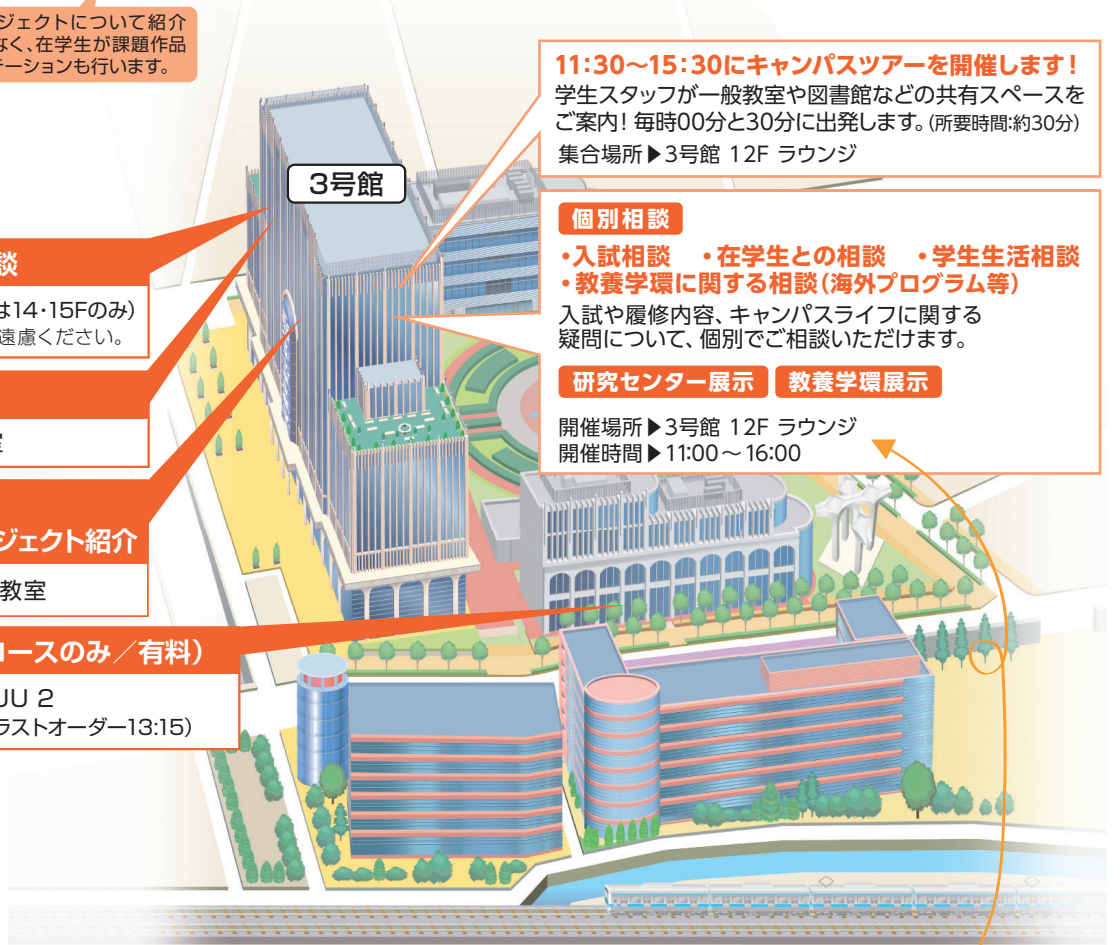 ジェクトについて紹介
なく、在学生が課題作品
テーションも行います。
11:30～15:30にキャンパスツアーを開催します！
学生スタッフが一般教室や図書館などの共有スペースを
ご案内！毎時00分と30分に出発します。(所要時間:約30分)
集合場所▶3号館 12F ラウンジ
3号館
個別相談
・入試相談 ・在学生との相談 ・学生生活相談
・教養学環に関する相談(海外プログラム等)
入試や履修内容、キャンパスライフに関する
疑問について、個別でご相談いただけます。
研究センター展示 教養学環展示
開催場所▶3号館 12F ラウンジ
開催時間▶11:00～16:00
談
は14・15Fのみ)
遠慮ください。
室
ジェクト紹介
教室
コースのみ／有料)
UU 2
ラストオーダー13:15)